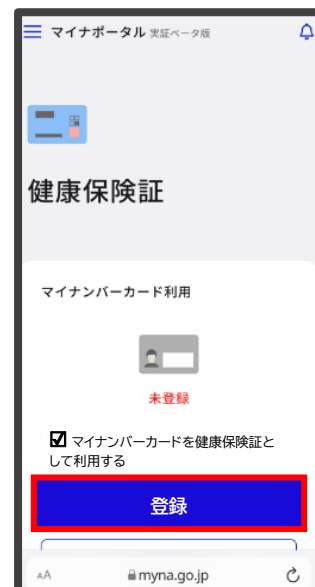 マイナポータル 実証ベータ版
健康保険証
マイナンバーカード利用
未登録
マイナンバーカードを健康保険証と
して利用する
登録
AA myna.go.jp